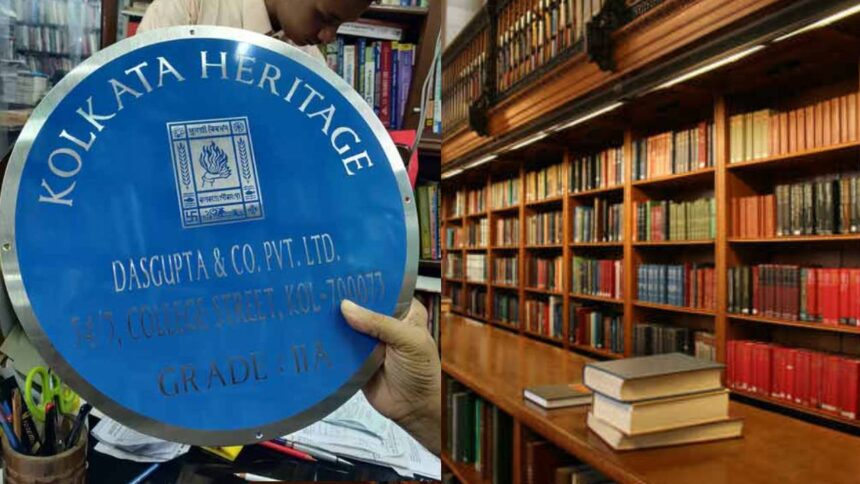 KOLKATA HERITAGE
DASGUPTA & CO. PVT. LTD.
54/3, COLLEGE STREET, KOL-700073
GRADE : IIA